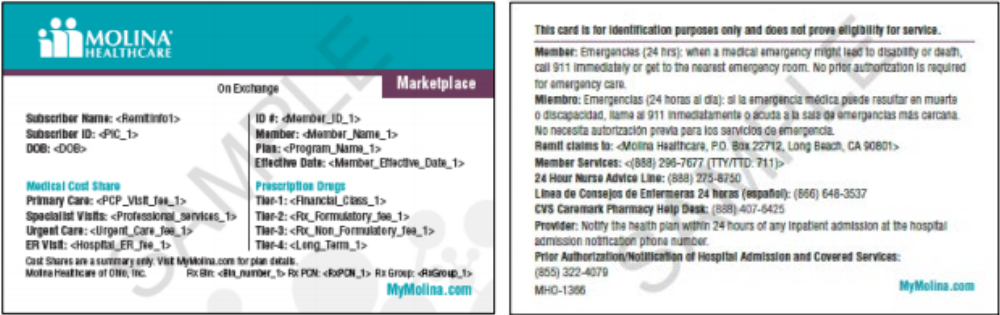 MOLINA
HEALTHCARE
Marketplace
On Exchange
Subscriber Name: <RemitInfo1>
Subscriber ID: <PIC_1>
DOB: <DOB>
ID #: <Member_ID_1>
Member: <Member_Name_1>
Plan: <Program_Name_1>
Effective Date: <Member_Effective_Date_1>
Medical Cost Share
Primary Care: <PCP_Visit_fee_1>
Specialist Visits: <Professional_services_1>
Urgent Care: <Urgent_Care_fee_1>
ER Visit: <Hospital_ER_fee_1>
Prescription Drugs
Tier-1: <Financial_Class_1>
Tier-2: <Rx_Formulatory_fee_1>
Tier-3: <Rx_Non_Formulatory_fee_1>
Tier-4: <Long_Term_1>
Cost Shares are a summary only. Visit MyMolina.com for plan details.
Molina Healthcare of Ohio, Inc. Rx Bin: <Bin_number_1> Rx PCN: <RxPCN_1> Rx Group: <RxGroup_1>
MyMolina.com
SAMPLE
This card is for identification purposes only and does not prove eligibility for service.
Member: Emergencies (24 hrs): when a medical emergency might lead to disability or death,
call 911 immediately or get to the nearest emergency room. No prior authorization is required
for emergency care.
Miembro: Emergencias (24 horas al dia): si la emergencia médica puede resultar en muerte
o discapacidad, llame al 911 inmediatamente o acuda a la sala de emergencias más cercana.
No necesita autorización previa para los servicios de emergencia.
Remit claims to: <Molina Healthcare, P.O. Box 22712, Long Beach, CA 90801>
Member Services: <(888) 296-7677 (TTY/TTD: 711)>
24 Hour Nurse Advice Line: (888) 275-8750
Linea de Consejos de Enfermeras 24 horas (español): (866) 648-3537
CVS Caremark Pharmacy Help Desk: (888) 407-6425
Provider: Notify the health plan within 24 hours of any inpatient admission at the hospital
admission notification phone number.
Prior Authorization/Notification of Hospital Admission and Covered Services:
(855) 322-4079
MHO-1366
MyMolina.com
SAMPLE